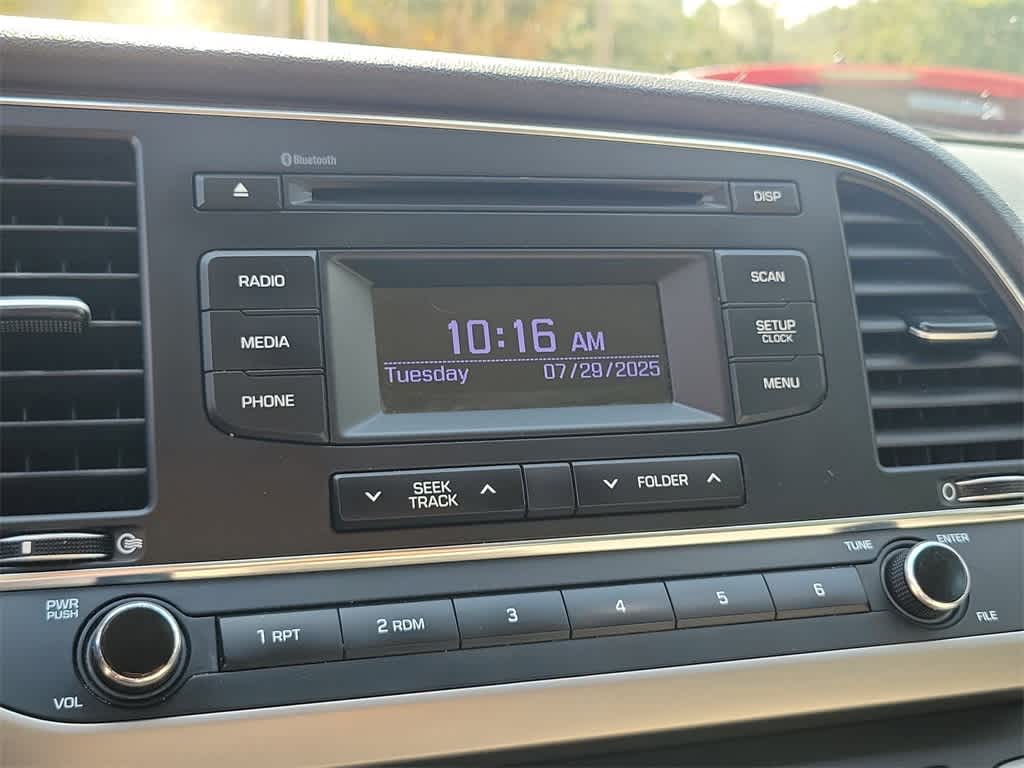 Bluetooth
DISP
RADIO
SCAN
MEDIA
SETUP
CLOCK
PHONE
MENU
10:16 AM
Tuesday 07/29/2025
SEEK
TRACK
FOLDER
TUNE
ENTER
PWR
PUSH
1 RPT
2 RDM
3
4
5
6
FILE
VOL